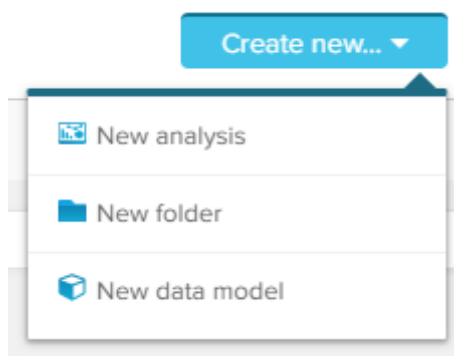 Create new...
New analysis
New folder
New data model